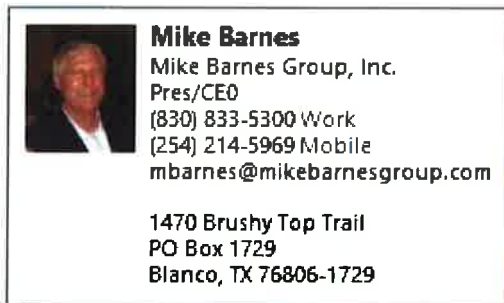 Mike Barnes
Mike Barnes Group, Inc.
Pres/CEO
(830) 833-5300 Work
(254) 214-5969 Mobile
mbarnes@mikebarnesgroup.com
1470 Brushy Top Trail
PO Box 1729
Blanco, TX 76806-1729